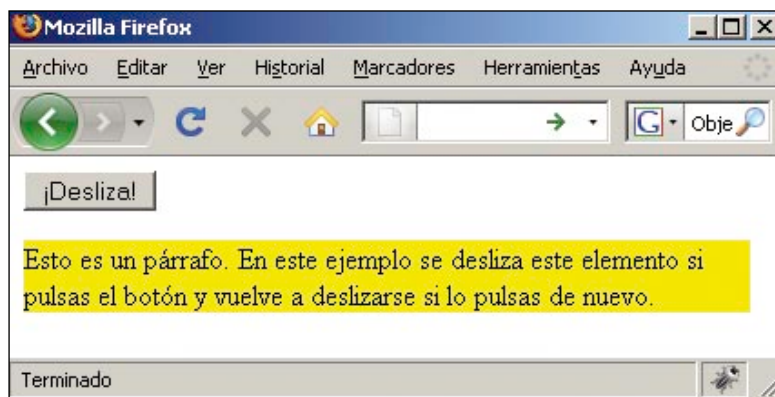 Mozilla Firefox
Archivo Editar Ver Historial Marcadores Herramientas Ayuda
G Obje
¡Desliza!
Esto es un párrafo. En este ejemplo se desliza este elemento si
pulsas el botón y vuelve a deslizarse si lo pulsas de nuevo.
Terminado